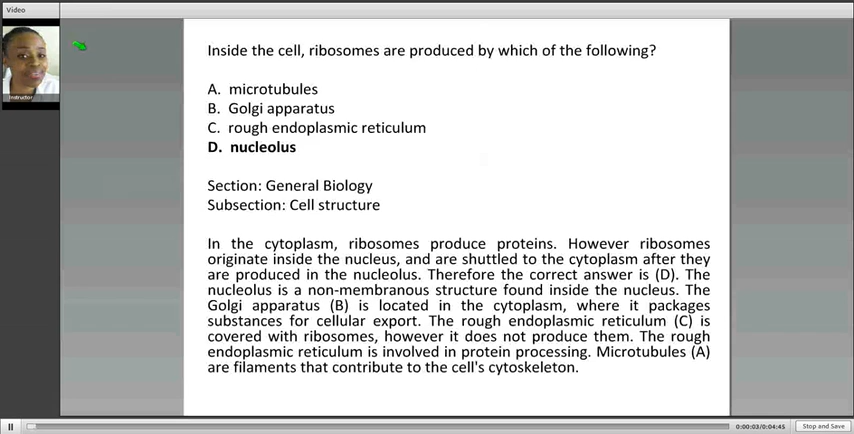 Video
Instructor
Inside the cell, ribosomes are produced by which of the following?
A. microtubules
B. Golgi apparatus
C. rough endoplasmic reticulum
D. nucleolus
Section: General Biology
Subsection: Cell structure
In the cytoplasm, ribosomes produce proteins. However ribosomes
originate inside the nucleus, and are shuttled to the cytoplasm after they
are produced in the nucleolus. Therefore the correct answer is (D). The
nucleolus is a non-membranous structure found inside the nucleus. The
Golgi apparatus (B) is located in the cytoplasm, where it packages
substances for cellular export. The rough endoplasmic reticulum (C) is
covered with ribosomes, however it does not produce them. The rough
endoplasmic reticulum is involved in protein processing. Microtubules (A)
are filaments that contribute to the cell's cytoskeleton.
0:00:03/0:04:45
Stop and Save